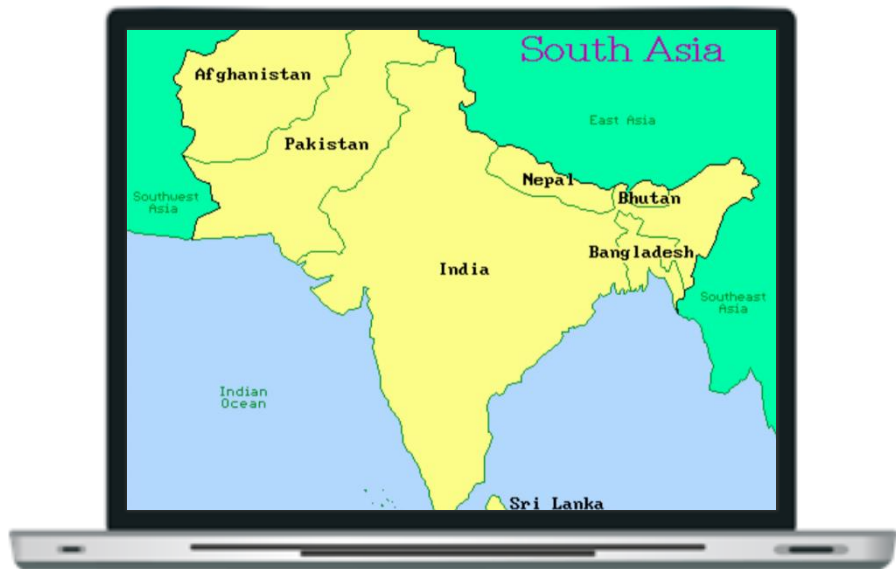 South Asia
Afghanistan
East Asia
Pakistan
Nepal
Southwest
Asia
Bhutan
Bangladesh
India
Southeast
Asia
Indian
Ocean
Sri Lanka